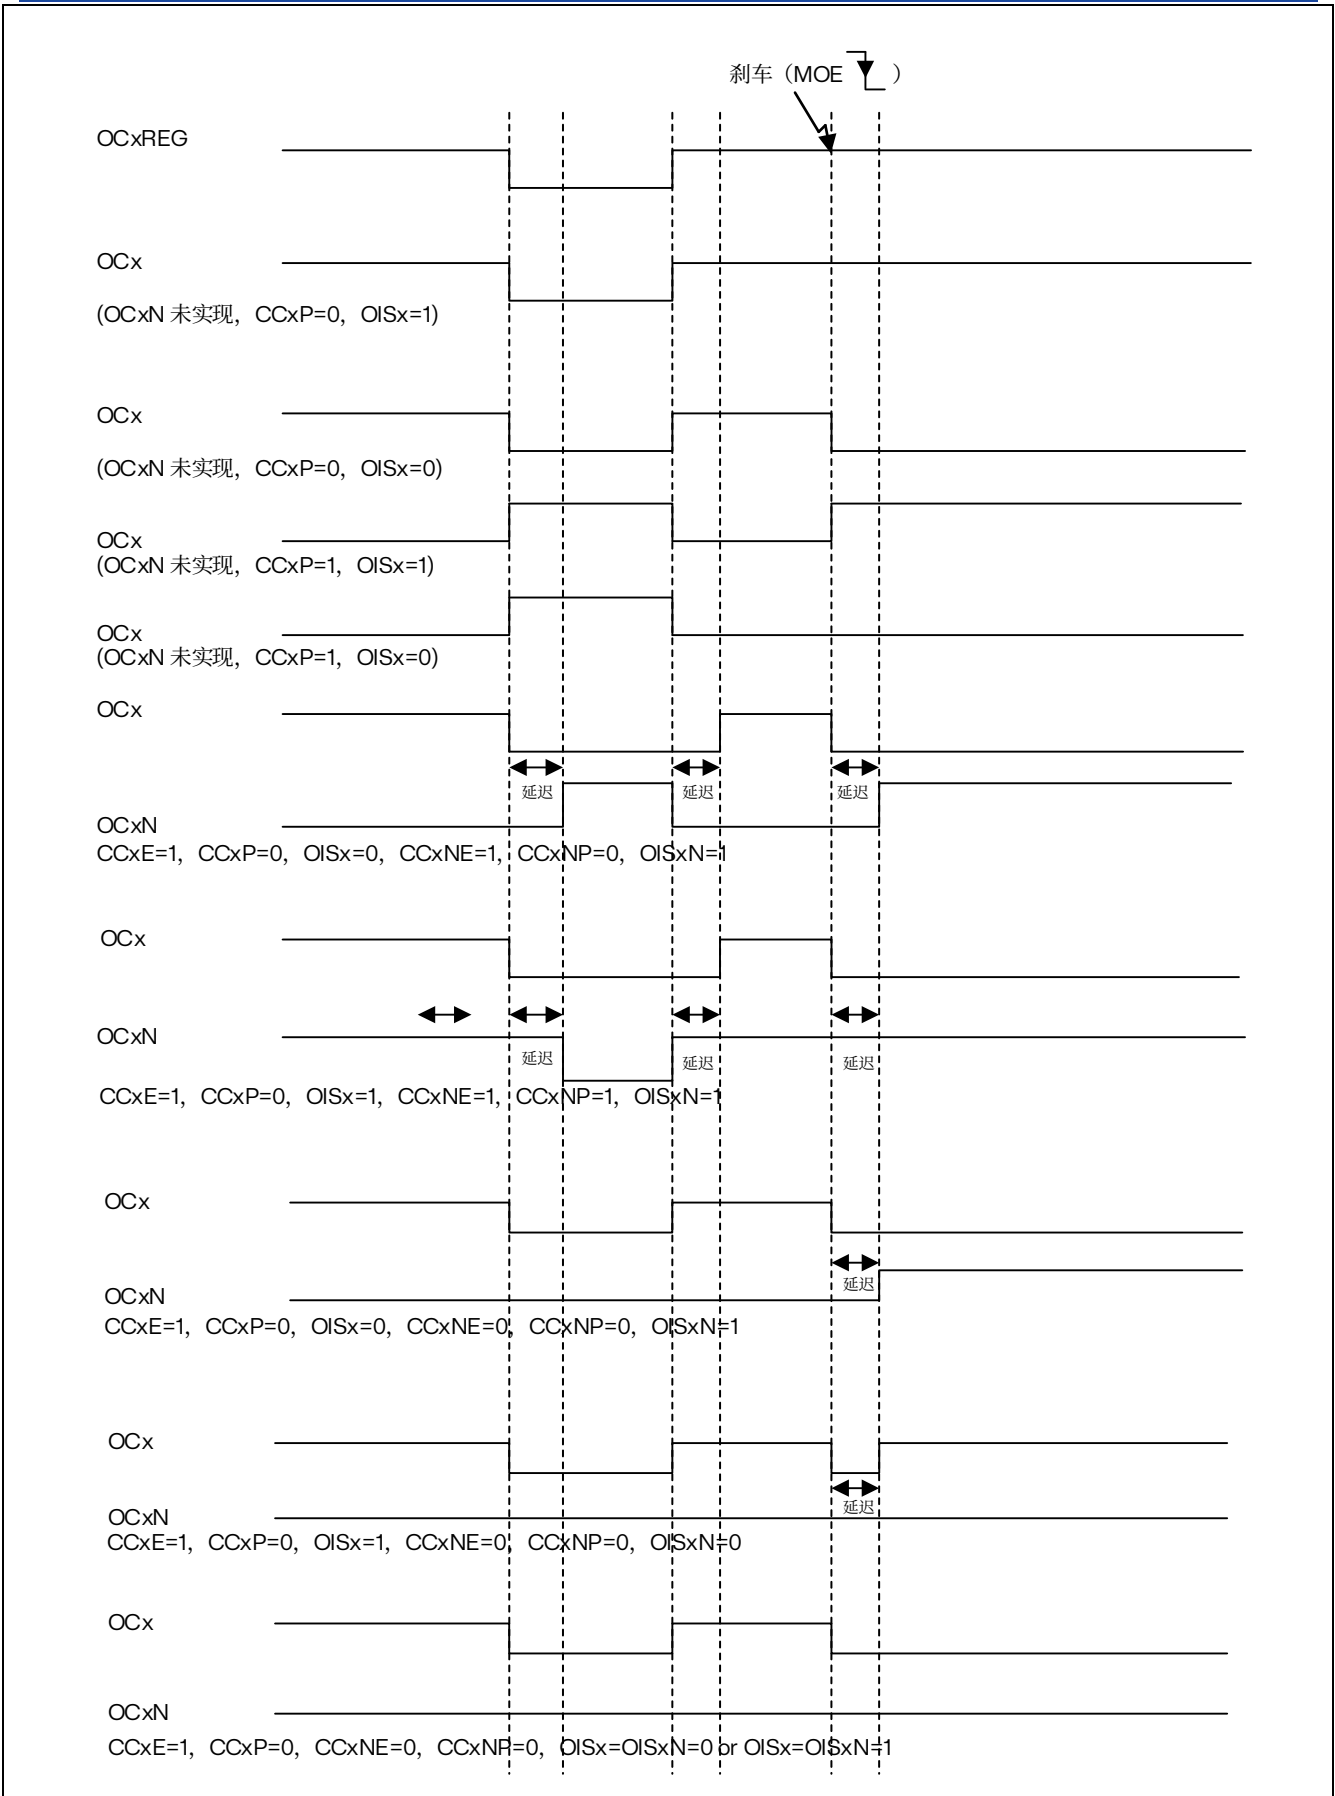 刹车（MOE ）
OCxREG
OCx
(OCxN 未实现，CCxP=0，OISx=1)
OCx
(OCxN 未实现，CCxP=0，OISx=0)
OCx
(OCxN 未实现，CCxP=1，OISx=1)
OCx
(OCxN 未实现，CCxP=1，OISx=0)
OCx
延迟 延迟 延迟
OCxN
CCxE=1，CCxP=0，OISx=0，CCxNE=1，CCxNP=0，OISxN=1
OCx
OCxN
延迟 延迟 延迟
CCxE=1，CCxP=0，OISx=1，CCxNE=1，CCxNP=1，OISxN=1
OCx
延迟
OCxN
CCxE=1，CCxP=0，OISx=0，CCxNE=0，CCxNP=0，OISxN=1
OCx
延迟
OCxN
CCxE=1，CCxP=0，OISx=1，CCxNE=0，CCxNP=0，OISxN=0
OCx
OCxN
CCxE=1，CCxP=0，CCxNE=0，CCxNP=0，OISx=OISxN=0 or OISx=OISxN=1